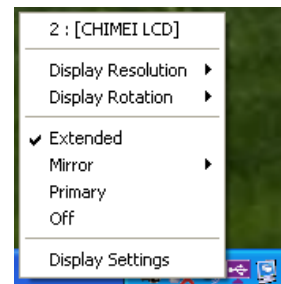 2 : [CHIMEI LCD]
Display Resolution
Display Rotation
Extended
Mirror
Primary
Off
Display Settings